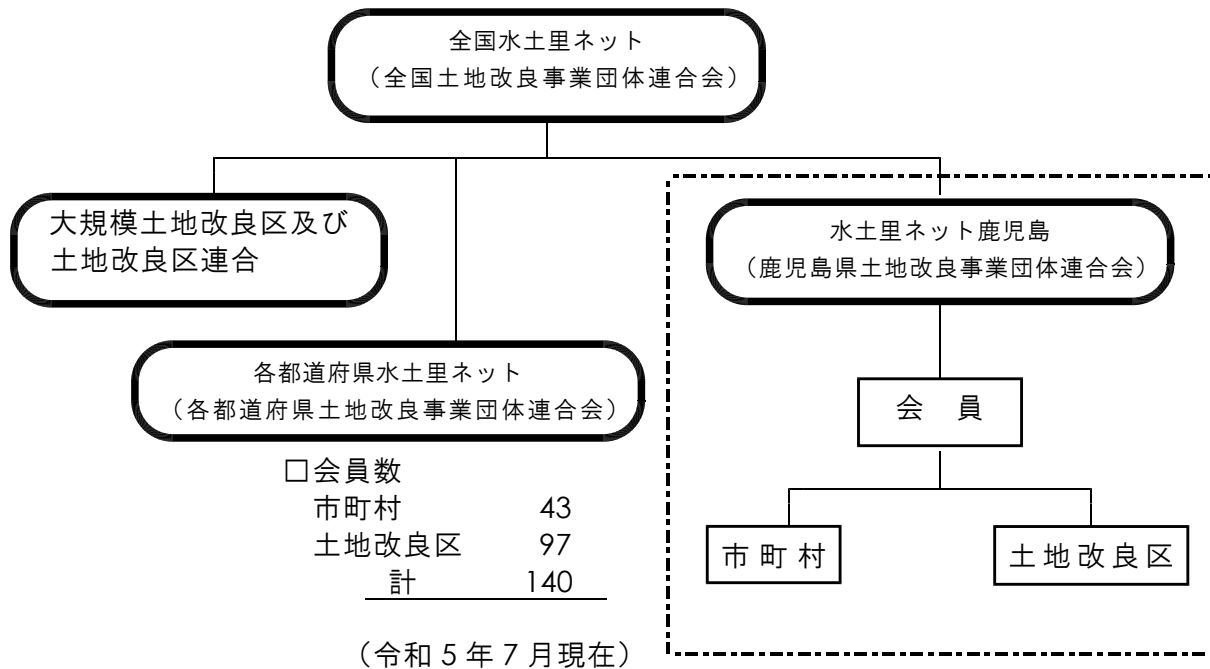 全国水土里ネット
（全国土地改良事業団体連合会）
大規模土地改良区及び
土地改良区連合
水土里ネット鹿児島
（鹿児島県土地改良事業団体連合会）
各都道府県水土里ネット
（各都道府県土地改良事業団体連合会）
会　員
□会員数
市町村　43
土地改良区　97
計　140
市町村
土地改良区
（令和５年７月現在）